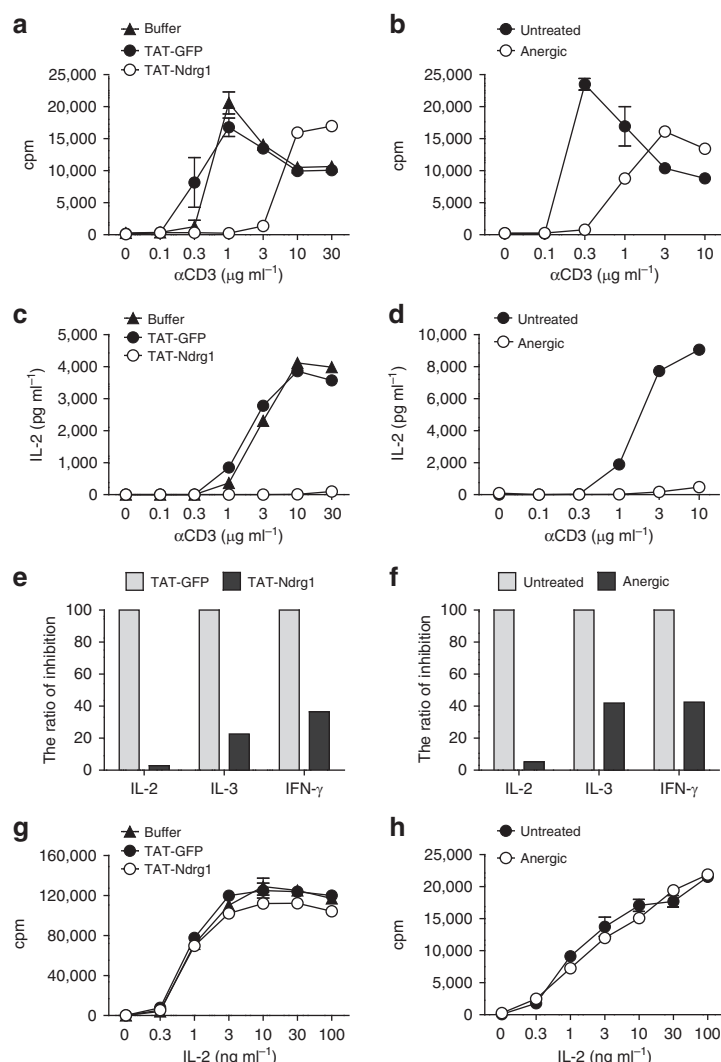 a
Buffer
TAT-GFP
TAT-Ndrg1
25,000
20,000
15,000
10,000
5,000
0
cpm
0 0.1 0.3 1 3 10 30
αCD3 (μg ml⁻¹)
b
Untreated
Anergic
25,000
20,000
15,000
10,000
5,000
0
cpm
0 0.1 0.3 1 3 10
αCD3 (μg ml⁻¹)
c
Buffer
TAT-GFP
TAT-Ndrg1
5,000
4,000
3,000
2,000
1,000
0
IL-2 (pg ml⁻¹)
0 0.1 0.3 1 3 10 30
αCD3 (μg ml⁻¹)
d
Untreated
Anergic
10,000
8,000
6,000
4,000
2,000
0
IL-2 (pg ml⁻¹)
0 0.1 0.3 1 3 10
αCD3 (μg ml⁻¹)
e
TAT-GFP TAT-Ndrg1
100
80
60
40
20
0
The ratio of inhibition
IL-2 IL-3 IFN-γ
f
Untreated Anergic
100
80
60
40
20
0
The ratio of inhibition
IL-2 IL-3 IFN-γ
g
Buffer
TAT-GFP
TAT-Ndrg1
160,000
120,000
80,000
40,000
0
cpm
0 0.3 1 3 10 30 100
IL-2 (ng ml⁻¹)
h
Untreated
Anergic
25,000
20,000
15,000
10,000
5,000
0
cpm
0 0.3 1 3 10 30 100
IL-2 (ng ml⁻¹)